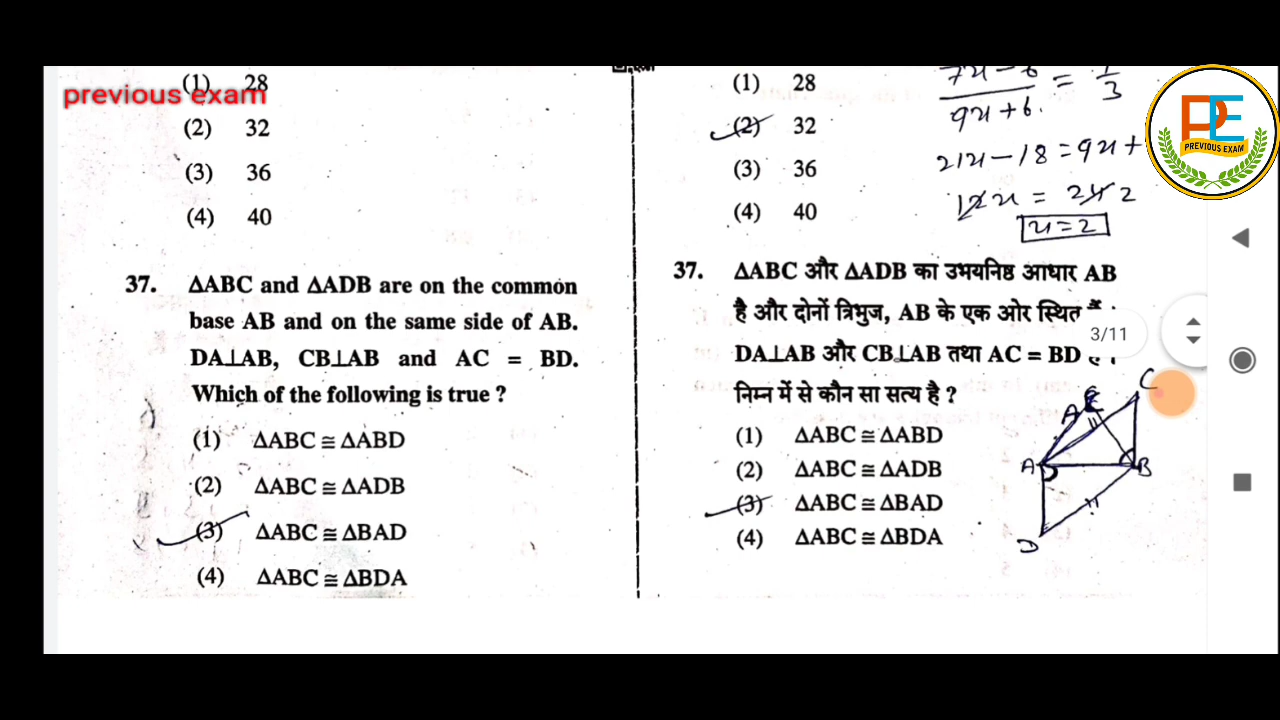 previous exam
(1) 28
(2) 32
(3) 36
(4) 40
37. ΔABC and ΔADB are on the common
base AB and on the same side of AB.
DA⊥AB, CB⊥AB and AC = BD.
Which of the following is true ?
(1) ΔABC ≅ ΔABD
(2) ΔABC ≅ ΔADB
(3) ΔABC ≅ ΔBAD
(4) ΔABC ≅ ΔBDA
(1) 28
(2) 32
(3) 36
(4) 40
37. ΔABC और ΔADB का उभयनिष्ठ आधार AB
है और दोनों त्रिभुज, AB के एक ओर स्थित
DA⊥AB और CB⊥AB तथा AC = BD
निम्न में से कौन सा सत्य है ?
(1) ΔABC ≅ ΔABD
(2) ΔABC ≅ ΔADB
(3) ΔABC ≅ ΔBAD
(4) ΔABC ≅ ΔBDA
9x+6.
21x-18=9x+
12x = 24 2
x=2
C
A
A B
D
3/11
PE
PREVIOUS EXAM